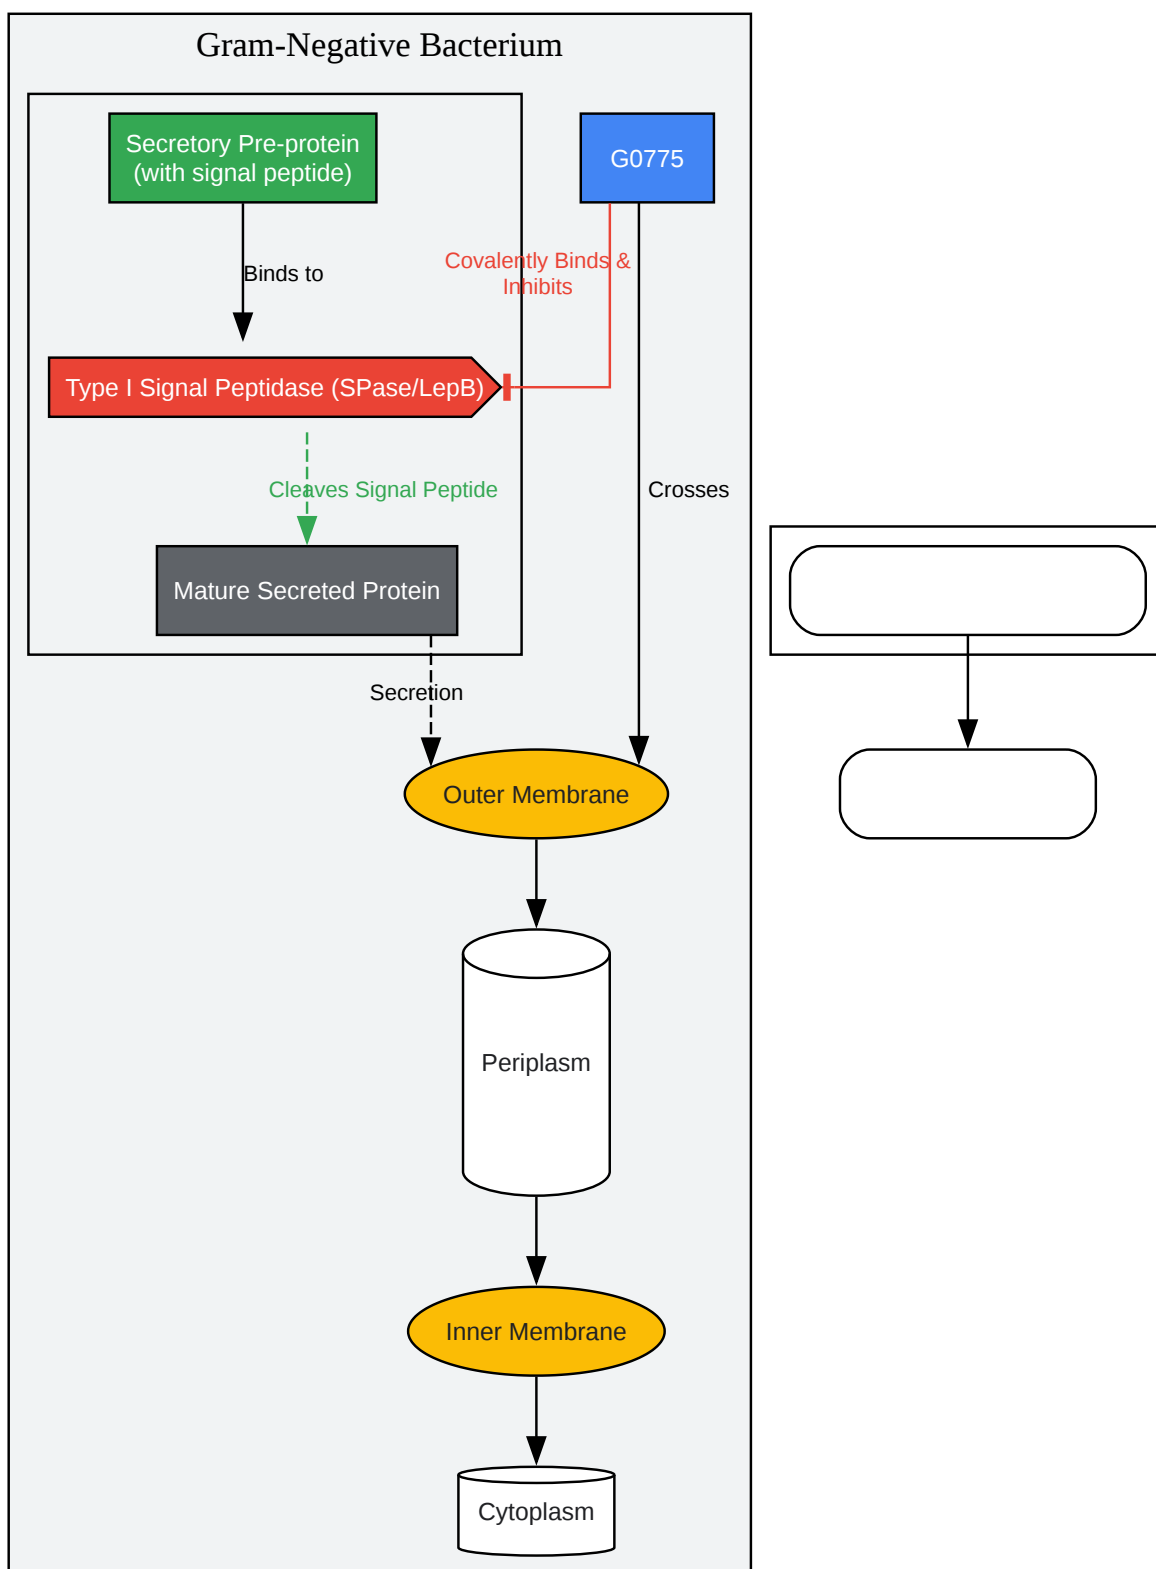 Gram-Negative Bacterium
Secretory Pre-protein
(with signal peptide)
G0775
Binds to
Covalently Binds &
Inhibits
Type I Signal Peptidase (SPase/LepB)
Cleaves Signal Peptide
Crosses
Mature Secreted Protein
Secretion
Outer Membrane
Periplasm
Inner Membrane
Cytoplasm